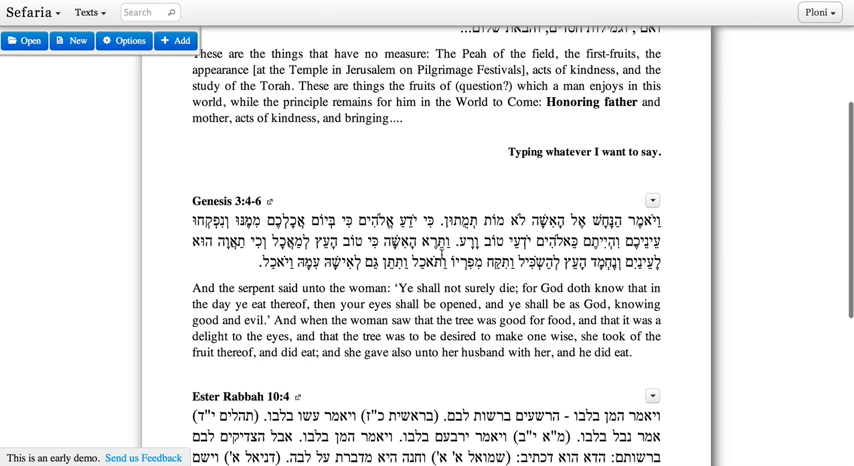 Sefaria Texts Search Ploni
Open New Options Add
ואם, וגמילות חסדים, והבאת שלום...
These are the things that have no measure: The Peah of the field, the first-fruits, the
appearance [at the Temple in Jerusalem on Pilgrimage Festivals], acts of kindness, and the
study of the Torah. These are things the fruits of (question?) which a man enjoys in this
world, while the principle remains for him in the World to Come: Honoring father and
mother, acts of kindness, and bringing....
Typing whatever I want to say.
Genesis 3:4-6
וַיֹּאמֶר הַנָּחָשׁ אֶל הָאִשָּׁה לֹא מוֹת תְּמֻתוּן. כִּי יֹדֵעַ אֱלֹהִים כִּי בְּיוֹם אֲכָלְכֶם מִמֶּנּוּ וְנִפְקְחוּ
עֵינֵיכֶם וִהְיִיתֶם כֵּאלֹהִים יֹדְעֵי טוֹב וָרָע. וַתֵּרֶא הָאִשָּׁה כִּי טוֹב הָעֵץ לְמַאֲכָל וְכִי תַאֲוָה הוּא
לָעֵינַיִם וְנֶחְמָד הָעֵץ לְהַשְׂכִּיל וַתִּקַּח מִפִּרְיוֹ וַתֹּאכַל וַתִּתֵּן גַּם לְאִישָׁהּ עִמָּהּ וַיֹּאכַל.
And the serpent said unto the woman: ‘Ye shall not surely die; for God doth know that in
the day ye eat thereof, then your eyes shall be opened, and ye shall be as God, knowing
good and evil.’ And when the woman saw that the tree was good for food, and that it was a
delight to the eyes, and that the tree was to be desired to make one wise, she took of the
fruit thereof, and did eat; and she gave also unto her husband with her, and he did eat.
Ester Rabbah 10:4
ויאמר המן בלבו - הרשעים ברשות לבם. (בראשית כ"ז) ויאמר עשו בלבו. (תהלים י"ד)
אמר נבל בלבו. (מ"א י"ב) ויאמר ירבעם בלבו. ויאמר המן בלבו. אבל הצדיקים לבם
ברשותם: הדא הוא דכתיב: (שמואל א' א') וחנה היא מדברת על לבה. (דניאל א') וישם
This is an early demo. Send us Feedback